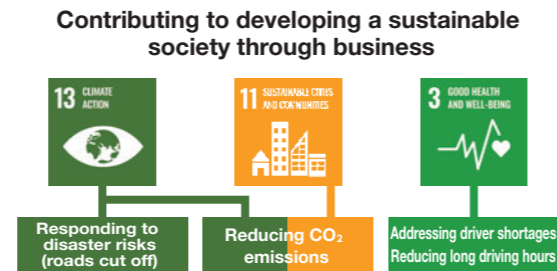 Contributing to developing a sustainable
society through business
13 CLIMATE
ACTION
11 SUSTAINABLE CITIES
AND COMMUNITIES
3 GOOD HEALTH
AND WELL-BEING
Responding to
disaster risks
(roads cut off)
Reducing CO₂
emissions
Addressing driver shortages
Reducing long driving hours